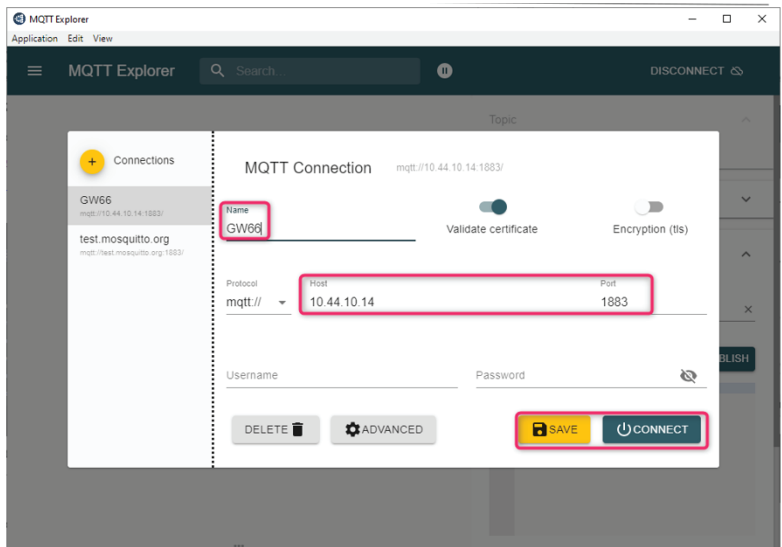 MQTT Explorer
Application Edit View
MQTT Explorer Search... DISCONNECT
Topic
Connections
MQTT Connection mqtt://10.44.10.14:1883/
GW66
mqtt://10.44.10.14:1883/
test.mosquitto.org
mqtt://test.mosquitto.org:1883/
Name
GW66
Validate certificate Encryption (tls)
Protocol Host Port
mqtt:// 10.44.10.14 1883
Username Password
BLISH
DELETE ADVANCED SAVE CONNECT